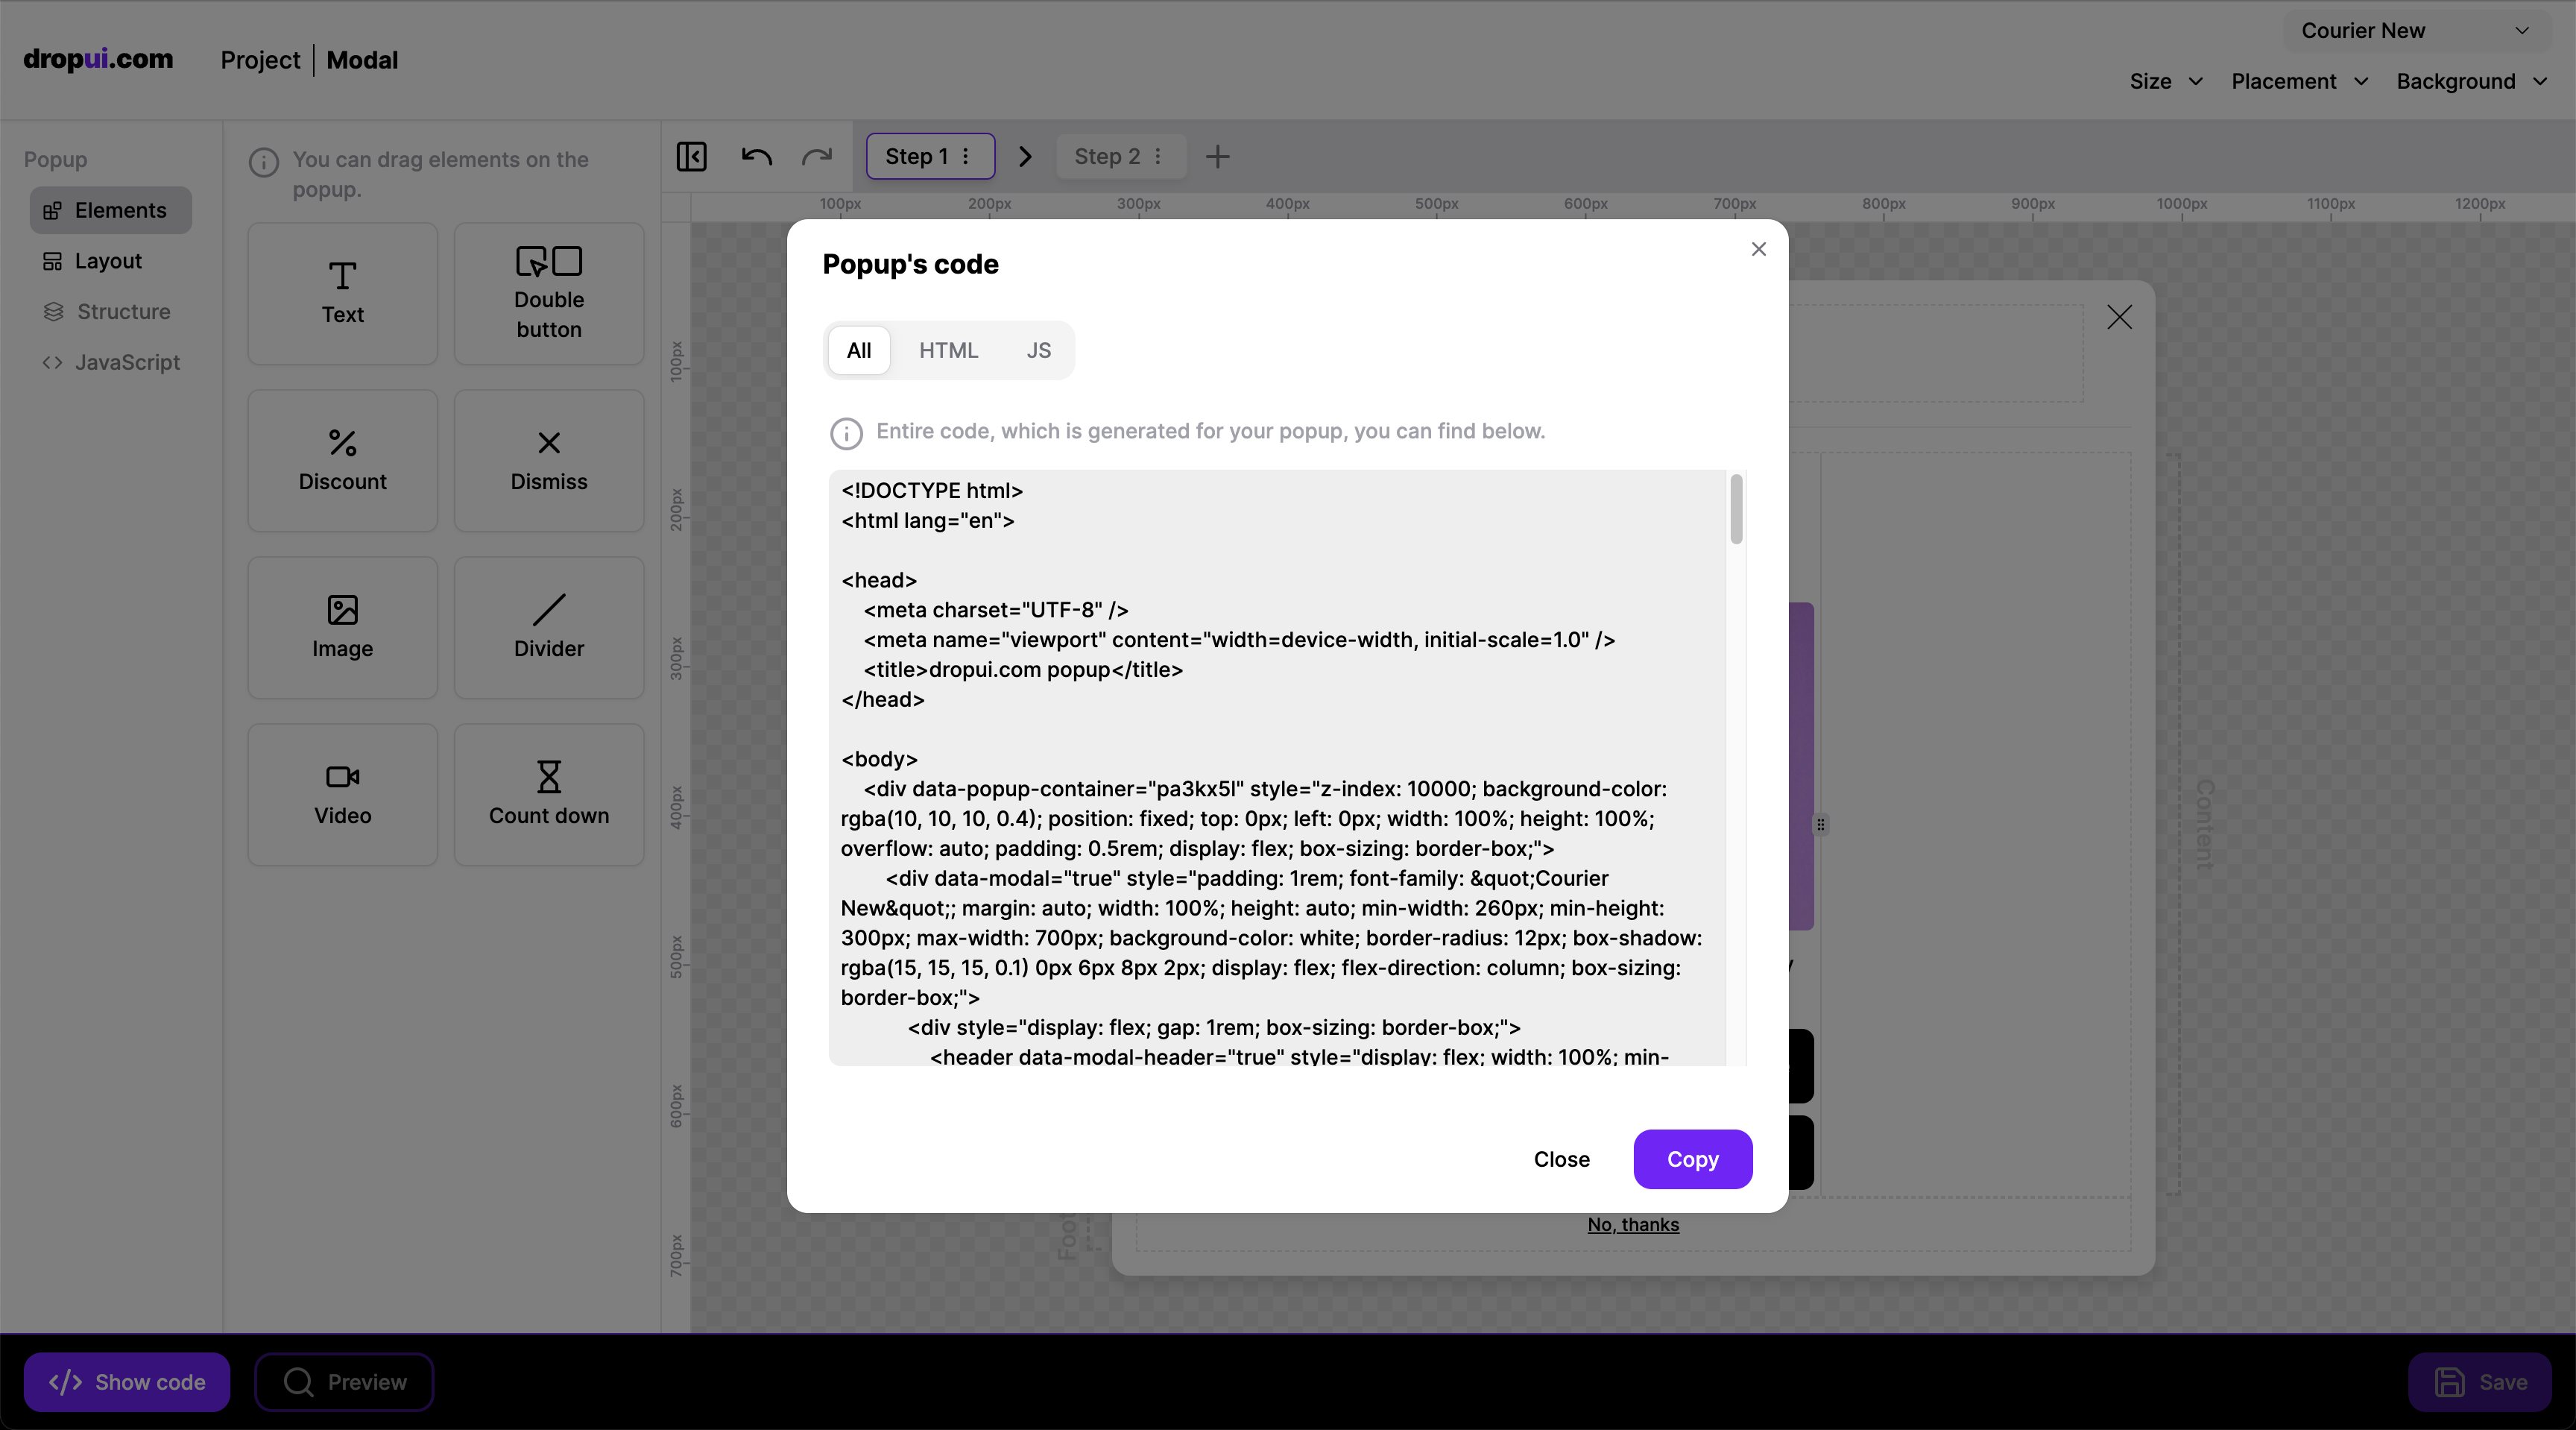 dropui.com
Project | Modal
Courier New
Size
Placement
Background
Popup
Elements
Layout
Structure
JavaScript
You can drag elements on the
popup.
Text
Double
button
Discount
Dismiss
Image
Divider
Video
Count down
Step 1
Step 2
100px
200px
300px
400px
500px
600px
700px
800px
900px
1000px
1100px
1200px
100px
200px
300px
400px
500px
600px
700px
Popup's code
All
HTML
JS
Entire code, which is generated for your popup, you can find below.
<!DOCTYPE html>
<html lang="en">
<head>
<meta charset="UTF-8" />
<meta name="viewport" content="width=device-width, initial-scale=1.0" />
<title>dropui.com popup</title>
</head>
<body>
<div data-popup-container="pa3kx5l" style="z-index: 10000; background-color:
rgba(10, 10, 10, 0.4); position: fixed; top: 0px; left: 0px; width: 100%; height: 100%;
overflow: auto; padding: 0.5rem; display: flex; box-sizing: border-box;">
<div data-modal="true" style="padding: 1rem; font-family: &quot;Courier
New&quot;; margin: auto; width: 100%; height: auto; min-width: 260px; min-height:
300px; max-width: 700px; background-color: white; border-radius: 12px; box-shadow:
rgba(15, 15, 15, 0.1) 0px 6px 8px 2px; display: flex; flex-direction: column; box-sizing:
border-box;">
<div style="display: flex; gap: 1rem; box-sizing: border-box;">
<header data-modal-header="true" style="display: flex; width: 100%; min-
Close
Copy
Content
No, thanks
Show code
Preview
Save